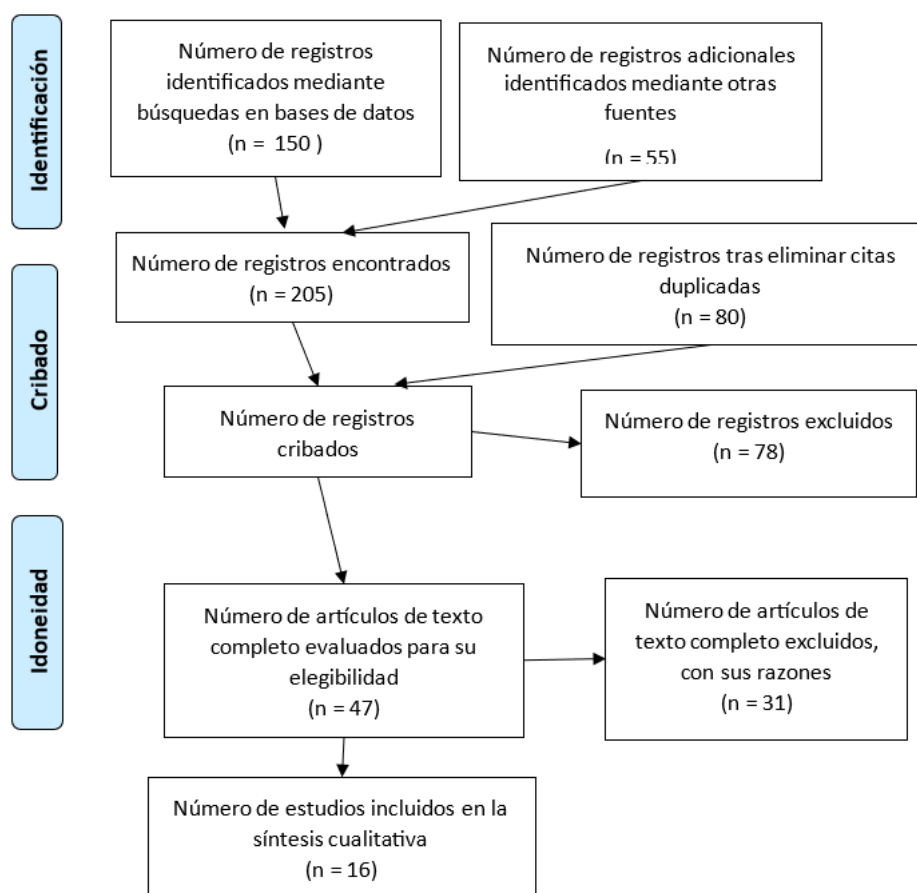 Identificación
Número de registros
identificados mediante
búsquedas en bases de datos
(n = 150 )
Número de registros adicionales
identificados mediante otras
fuentes
(n = 55)
Número de registros encontrados
(n = 205)
Número de registros tras eliminar citas
duplicadas
(n = 80)
Cribado
Número de registros
cribados
Número de registros excluidos
(n = 78)
Idoneidad
Número de artículos de texto
completo evaluados para su
elegibilidad
(n = 47)
Número de artículos de
texto completo excluidos,
con sus razones
(n = 31)
Número de estudios incluidos en la
síntesis cualitativa
(n = 16)